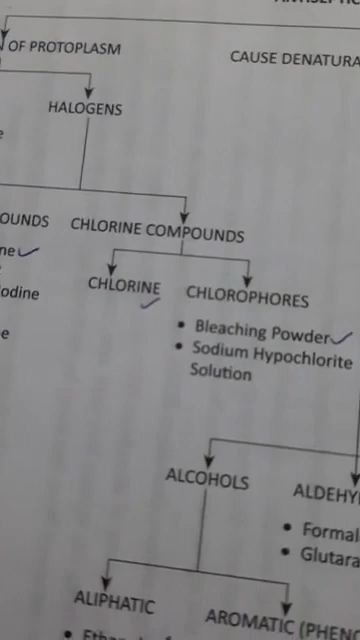 OF PROTOPLASM
CAUSE DENATURA
HALOGENS
OUNDS
CHLORINE COMPOUNDS
ne
CHLORINE
CHLOROPHORES
odine
• Bleaching Powder
• Sodium Hypochlorite
Solution
ALCOHOLS
ALDEHY
• Formal
• Glutara
ALIPHATIC
AROMATIC (PHEN